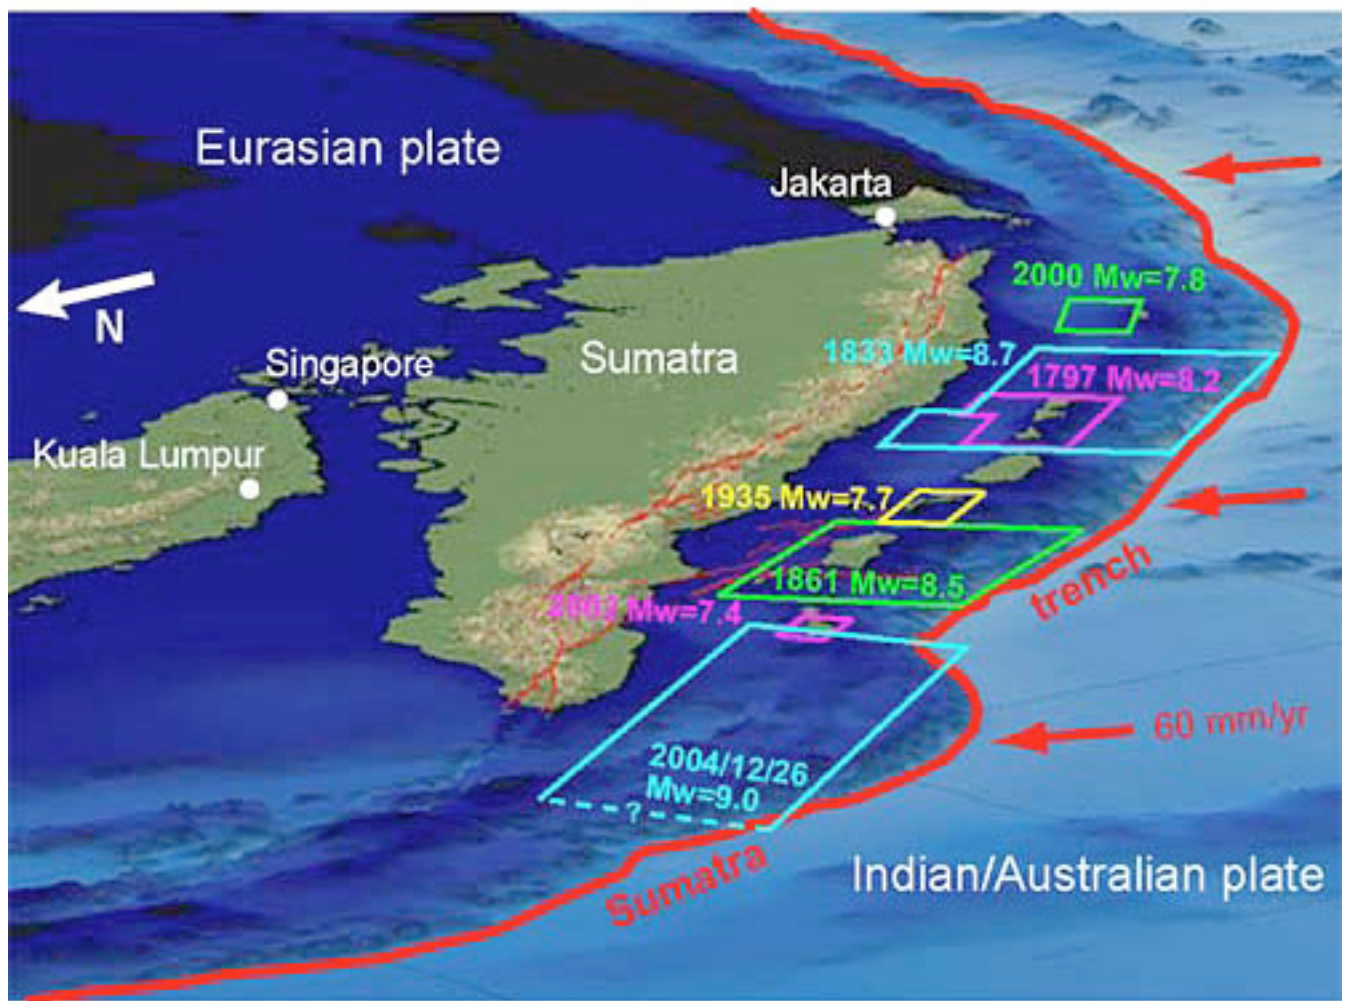 Eurasian plate
Jakarta
2000 Mw=7.8
N
Singapore
Sumatra
1833 Mw=8.7
1797 Mw=8.2
Kuala Lumpur
1935 Mw=7.7
1861 Mw=8.5
trench
2002 Mw=7.4
60 mm/yr
2004/12/26
Mw=9.0
?
Sumatra
Indian/Australian plate